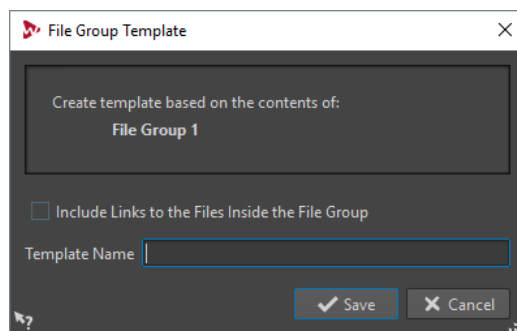 File Group Template
Create template based on the contents of:
File Group 1
Include Links to the Files Inside the File Group
Template Name
Save Cancel
?